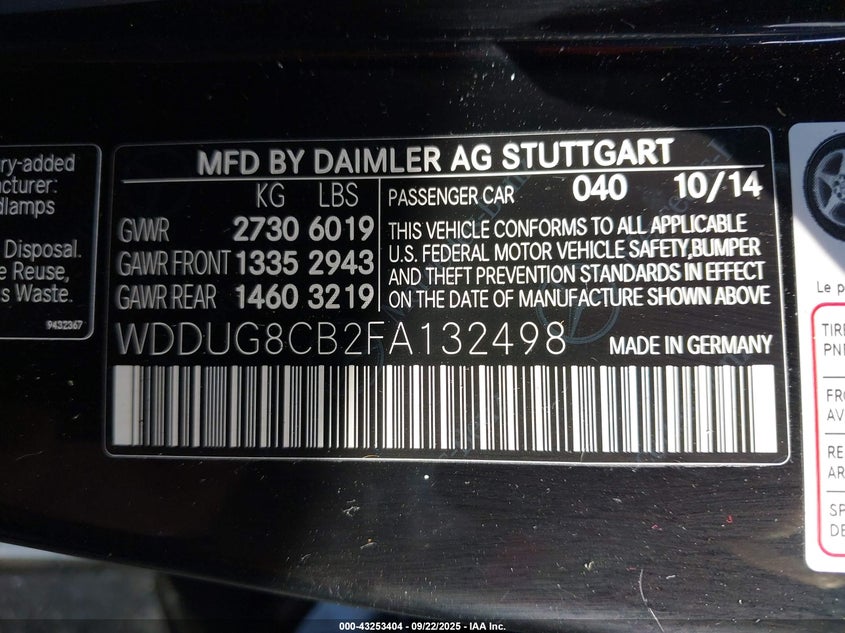 ry-added
nufacturer:
dlamps
Disposal.
e Reuse,
s Waste.
9432367
MFD BY DAIMLER AG STUTTGART
KG LBS
GVWR 2730 6019
GAWR FRONT 1335 2943
GAWR REAR 1460 3219
PASSENGER CAR 040 10/14
THIS VEHICLE CONFORMS TO ALL APPLICABLE
U.S. FEDERAL MOTOR VEHICLE SAFETY,BUMPER
AND THEFT PREVENTION STANDARDS IN EFFECT
ON THE DATE OF MANUFACTURE SHOWN ABOVE
WDDUG8CB2FA132498 MADE IN GERMANY
Le p
TIRE
PNE
FRO
AV
RE
AR
SP
DE
000-43253404 - 09/22/2025 - IAA Inc.